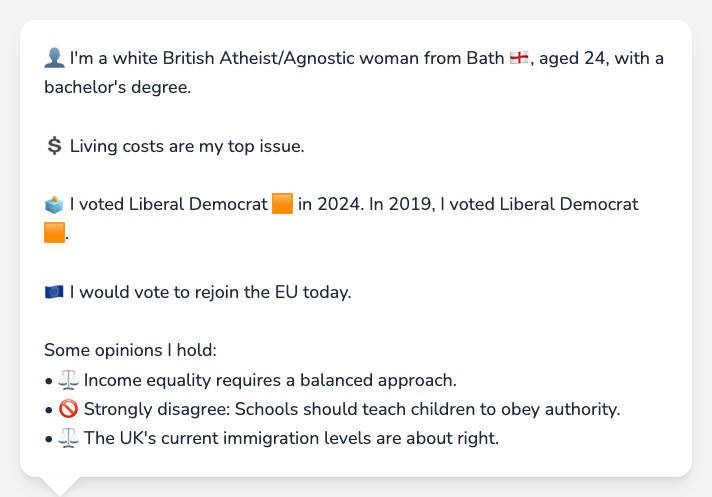 👤 I'm a white British Atheist/Agnostic woman from Bath 🏴󠁧󠁢󠁥󠁮󠁧󠁿, aged 24, with a
bachelor's degree.
💲 Living costs are my top issue.
🗳️ I voted Liberal Democrat 🟧 in 2024. In 2019, I voted Liberal Democrat
🟧.
🇪🇺 I would vote to rejoin the EU today.
Some opinions I hold:
• ⚖️ Income equality requires a balanced approach.
• 🚫 Strongly disagree: Schools should teach children to obey authority.
• ⚖️ The UK's current immigration levels are about right.